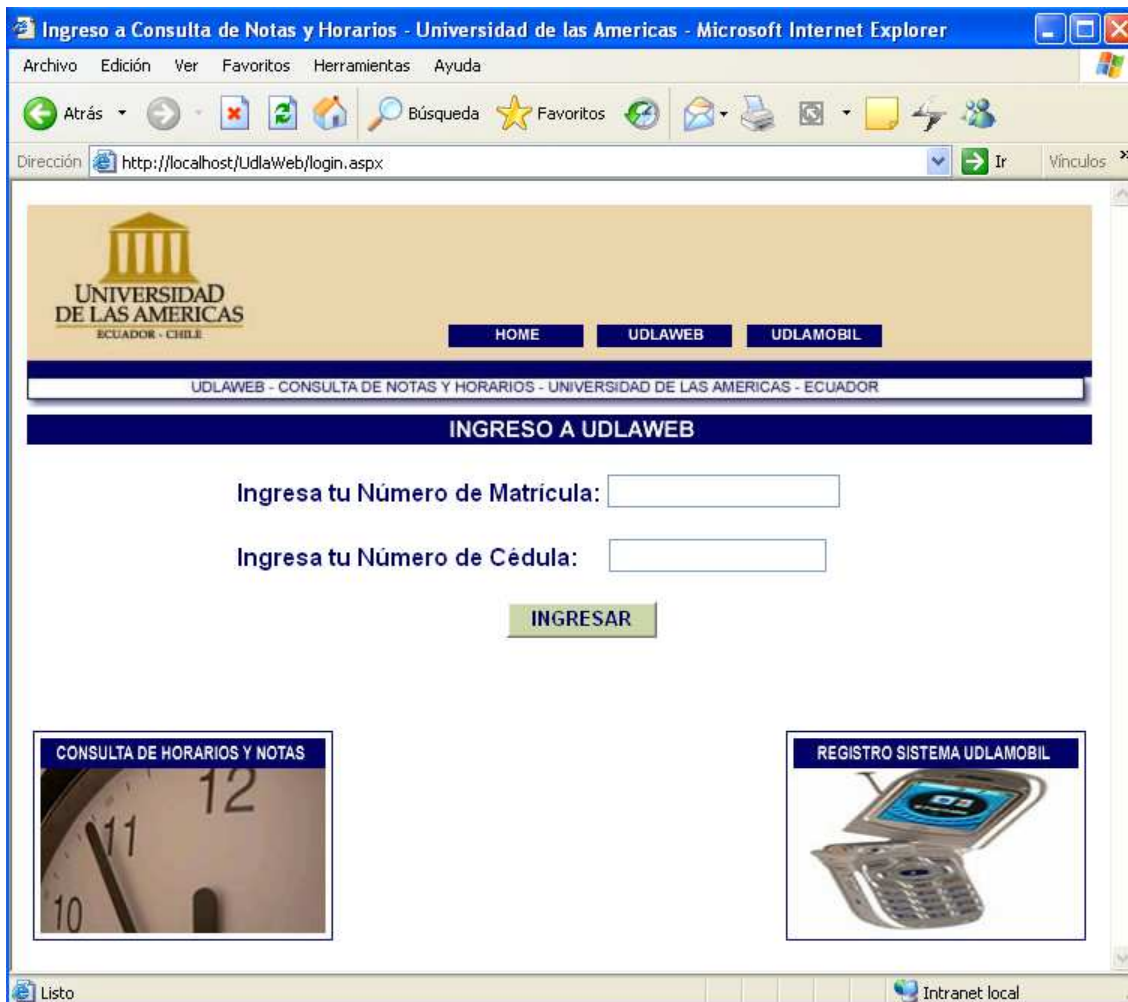 Ingreso a Consulta de Notas y Horarios - Universidad de las Americas - Microsoft Internet Explorer
Archivo Edición Ver Favoritos Herramientas Ayuda
Atrás Búsqueda Favoritos
Dirección http://localhost/UdlaWeb/login.aspx Ir Vínculos »
UNIVERSIDAD
DE LAS AMERICAS
ECUADOR - CHILE
HOME UDLAWEB UDLAMOBIL
UDLAWEB - CONSULTA DE NOTAS Y HORARIOS - UNIVERSIDAD DE LAS AMERICAS - ECUADOR
INGRESO A UDLAWEB
Ingresa tu Número de Matrícula:
Ingresa tu Número de Cédula:
INGRESAR
CONSULTA DE HORARIOS Y NOTAS
12
11
10
REGISTRO SISTEMA UDLAMOBIL
Listo Intranet local